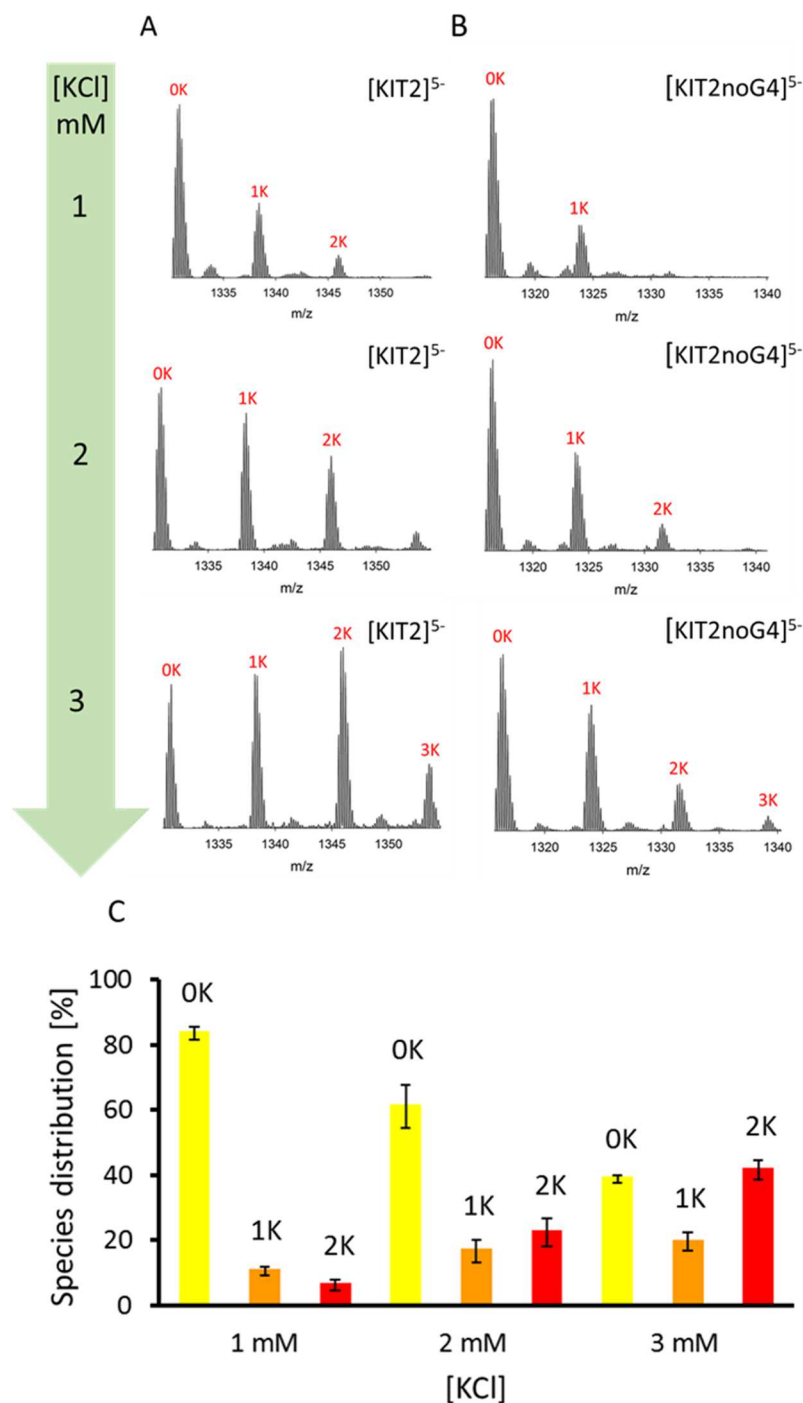 A
B
[KCl]
mM
1
2
3
[KIT2]5-
0K
1K
2K
1335
1340
1345
1350
m/z
[KIT2noG4]5-
0K
1K
1320
1325
1330
1335
1340
m/z
[KIT2]5-
0K
1K
2K
1335
1340
1345
1350
m/z
[KIT2noG4]5-
0K
1K
2K
1320
1325
1330
1335
1340
m/z
[KIT2]5-
0K
1K
2K
3K
1335
1340
1345
1350
m/z
[KIT2noG4]5-
0K
1K
2K
3K
1320
1325
1330
1335
1340
m/z
C
Species distribution [%]
100
80
60
40
20
0
0K
1K
2K
0K
1K
2K
0K
1K
2K
1 mM
2 mM
3 mM
[KCl]